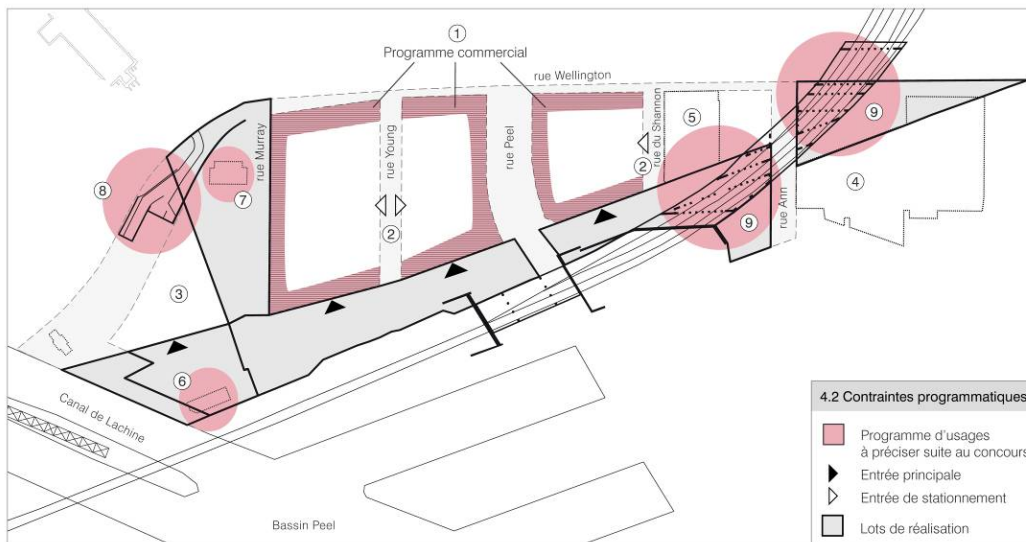 ①
Programme commercial
rue Wellington
rue Murray
rue Young
rue Peel
rue du Shannon
⑤
⑨
④
⑧
⑦
②
②
rue Ann
⑨
③
⑥
Canal de Lachine
Bassin Peel
4.2 Contraintes programmatiques
Programme d'usages
à préciser suite au concours
Entrée principale
Entrée de stationnement
Lots de réalisation